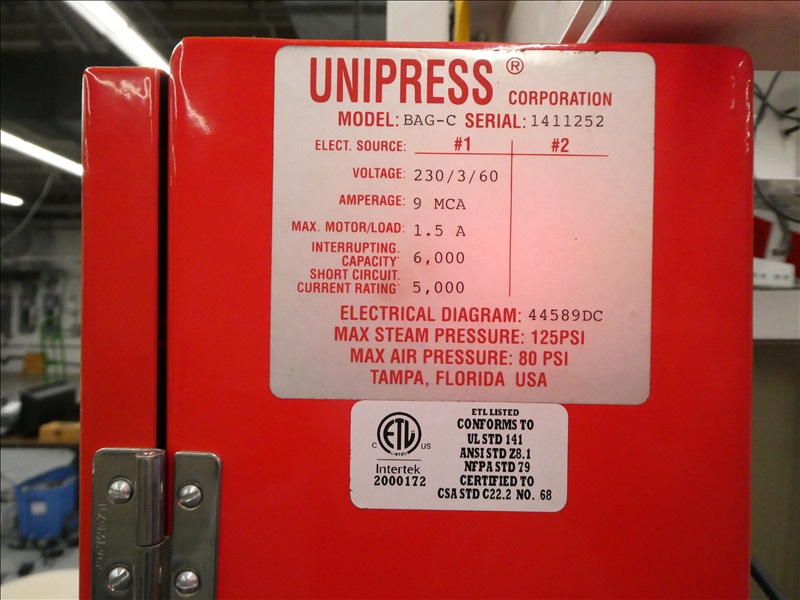 UNIPRESS ® CORPORATION
MODEL: BAG-C SERIAL: 1411252
ELECT. SOURCE: #1 #2
VOLTAGE: 230/3/60
AMPERAGE: 9 MCA
MAX. MOTOR/LOAD: 1.5 A
INTERRUPTING. CAPACITY: 6,000
SHORT CIRCUIT. CURRENT RATING: 5,000
ELECTRICAL DIAGRAM: 44589DC
MAX STEAM PRESSURE: 125PSI
MAX AIR PRESSURE: 80 PSI
TAMPA, FLORIDA USA
ETL LISTED
CONFORMS TO
UL STD 141
ANSI STD Z8.1
NFPA STD 79
CERTIFIED TO
CSA STD C22.2 NO. 68
C ETL US
LISTED
Intertek
2000172